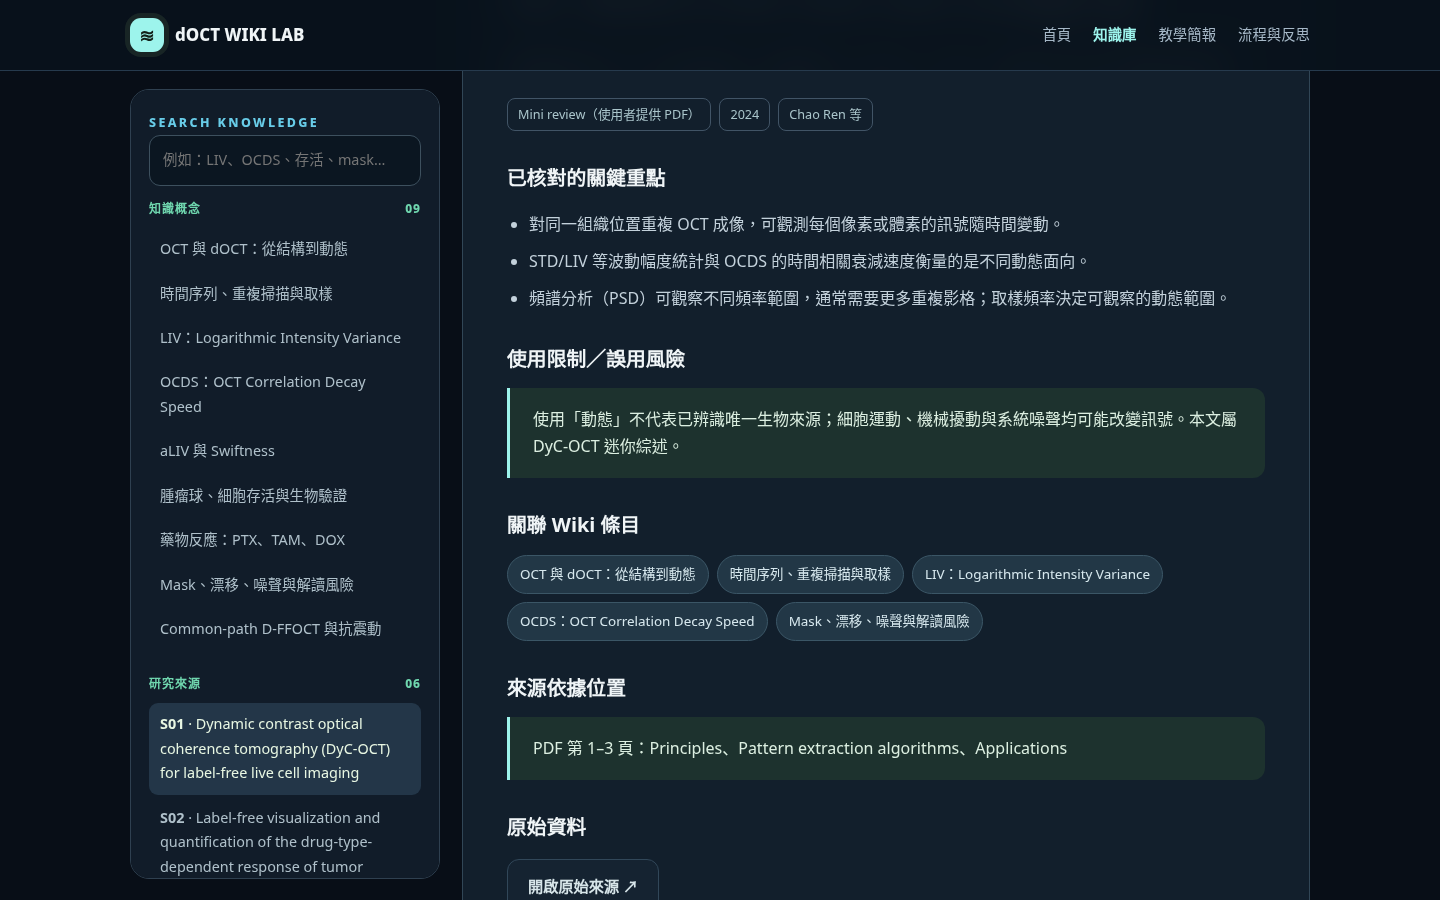 dOCT WIKI LAB
首頁
知識庫
教學簡報
流程與反思
SEARCH KNOWLEDGE
例如：LIV、OCDS、存活、mask...
知識概念 09
OCT 與 dOCT：從結構到動態
時間序列、重複掃描與取樣
LIV：Logarithmic Intensity Variance
OCDS：OCT Correlation Decay
Speed
aLIV 與 Swiftness
腫瘤球、細胞存活與生物驗證
藥物反應：PTX、TAM、DOX
Mask、漂移、噪聲與解讀風險
Common-path D-FFOCT 與抗震動
研究來源 06
S01 · Dynamic contrast optical
coherence tomography (DyC-OCT)
for label-free live cell imaging
S02 · Label-free visualization and
quantification of the drug-type-
dependent response of tumor
Mini review（使用者提供 PDF）
2024
Chao Ren 等
已核對的關鍵重點
• 對同一組織位置重複 OCT 成像，可觀測每個像素或體素的訊號隨時間變動。
• STD/LIV 等波動幅度統計與 OCDS 的時間相關衰減速度衡量的是不同動態面向。
• 頻譜分析（PSD）可觀察不同頻率範圍，通常需要更多重複影格；取樣頻率決定可觀察的動態範圍。
使用限制／誤用風險
使用「動態」不代表已辨識唯一生物來源；細胞運動、機械擾動與系統噪聲均可能改變訊號。本文屬
DyC-OCT 迷你綜述。
關聯 Wiki 條目
OCT 與 dOCT：從結構到動態
時間序列、重複掃描與取樣
LIV：Logarithmic Intensity Variance
OCDS：OCT Correlation Decay Speed
Mask、漂移、噪聲與解讀風險
來源依據位置
PDF 第 1–3 頁：Principles、Pattern extraction algorithms、Applications
原始資料
開啟原始來源 ↗